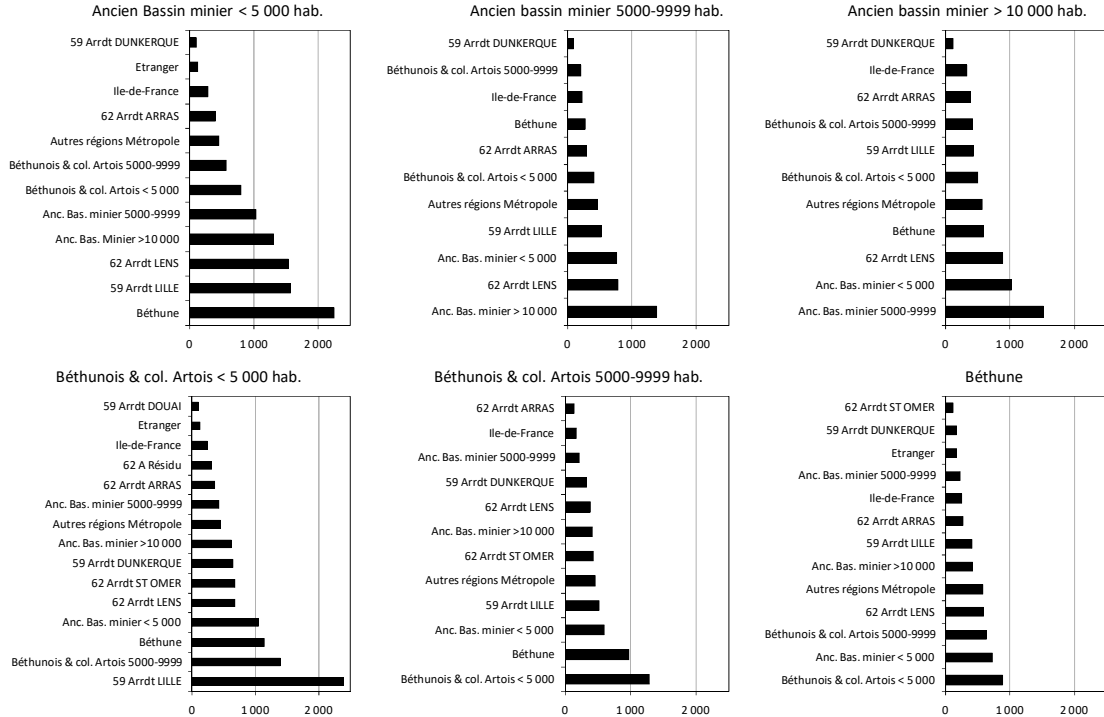 Ancien Bassin minier < 5 000 hab.
59 Arrdt DUNKERQUE
Etranger
Ile-de-France
62 Arrdt ARRAS
Autres régions Métropole
Béthunois & col. Artois 5000-9999
Béthunois & col. Artois < 5 000
Anc. Bas. minier 5000-9999
Anc. Bas. Minier >10 000
62 Arrdt LENS
59 Arrdt LILLE
Béthune
0 1 000 2 000
Ancien bassin minier 5000-9999 hab.
59 Arrdt DUNKERQUE
Béthunois & col. Artois 5000-9999
Ile-de-France
Béthune
62 Arrdt ARRAS
Béthunois & col. Artois < 5 000
Autres régions Métropole
59 Arrdt LILLE
Anc. Bas. minier < 5 000
62 Arrdt LENS
Anc. Bas. minier > 10 000
0 1 000 2 000
Ancien bassin minier > 10 000 hab.
59 Arrdt DUNKERQUE
Ile-de-France
62 Arrdt ARRAS
Béthunois & col. Artois 5000-9999
59 Arrdt LILLE
Béthunois & col. Artois < 5 000
Autres régions Métropole
Béthune
62 Arrdt LENS
Anc. Bas. minier < 5 000
Anc. Bas. minier 5000-9999
0 1 000 2 000
Béthunois & col. Artois < 5 000 hab.
59 Arrdt DOUAI
Etranger
Ile-de-France
62 A Résidu
62 Arrdt ARRAS
Anc. Bas. minier 5000-9999
Autres régions Métropole
Anc. Bas. minier >10 000
59 Arrdt DUNKERQUE
62 Arrdt ST OMER
62 Arrdt LENS
Anc. Bas. minier < 5 000
Béthune
Béthunois & col. Artois 5000-9999
59 Arrdt LILLE
0 1 000 2 000
Béthunois & col. Artois 5000-9999 hab.
62 Arrdt ARRAS
Ile-de-France
Anc. Bas. minier 5000-9999
59 Arrdt DUNKERQUE
62 Arrdt LENS
Anc. Bas. minier >10 000
62 Arrdt ST OMER
Autres régions Métropole
59 Arrdt LILLE
Anc. Bas. minier < 5 000
Béthune
Béthunois & col. Artois < 5 000
0 1 000 2 000
Béthune
62 Arrdt ST OMER
59 Arrdt DUNKERQUE
Etranger
Anc. Bas. minier 5000-9999
Ile-de-France
62 Arrdt ARRAS
59 Arrdt LILLE
Anc. Bas. minier >10 000
Autres régions Métropole
62 Arrdt LENS
Béthunois & col. Artois 5000-9999
Anc. Bas. minier < 5 000
Béthunois & col. Artois < 5 000
0 1 000 2 000